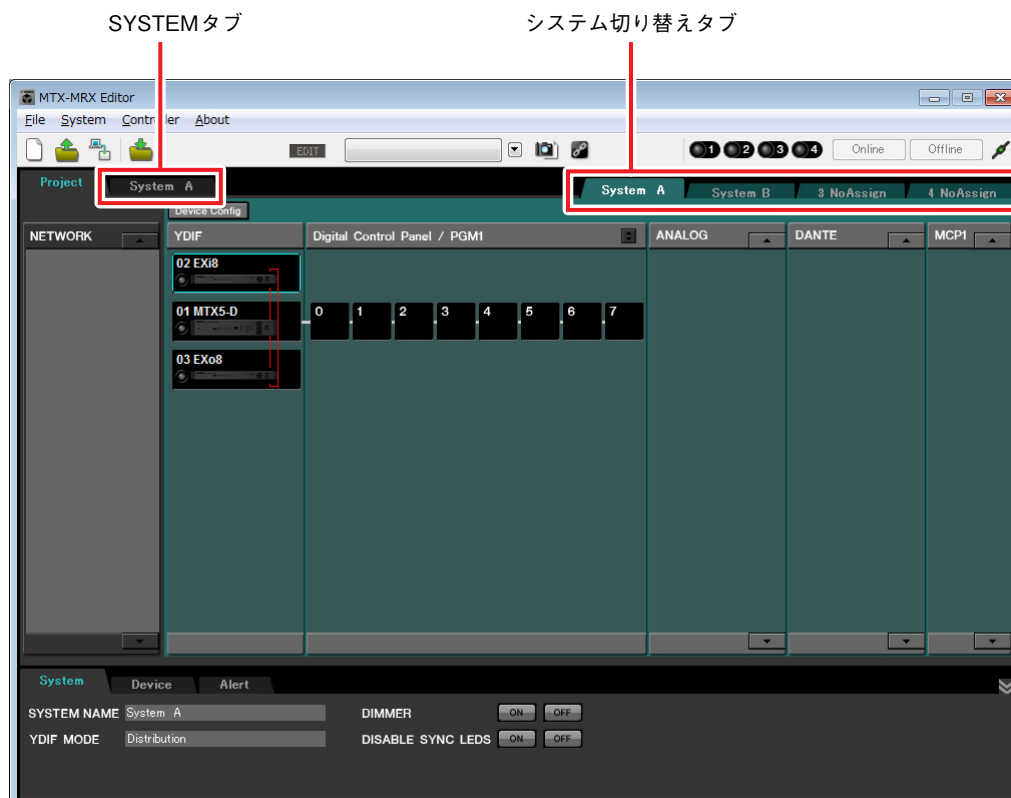 SYSTEMタブ
システム切り替えタブ
MTX-MRX Editor
File System Controller About
EDIT
1 2 3 4 Online Offline
Project System A
System A System B 3 NoAssign 4 NoAssign
Device Config
NETWORK YDIF Digital Control Panel / PGM1 ANALOG DANTE MCP1
02 EXi8
01 MTX5-D 0 1 2 3 4 5 6 7
03 EXo8
System Device Alert
SYSTEM NAME System A DIMMER ON OFF
YDIF MODE Distribution DISABLE SYNC LEDS ON OFF